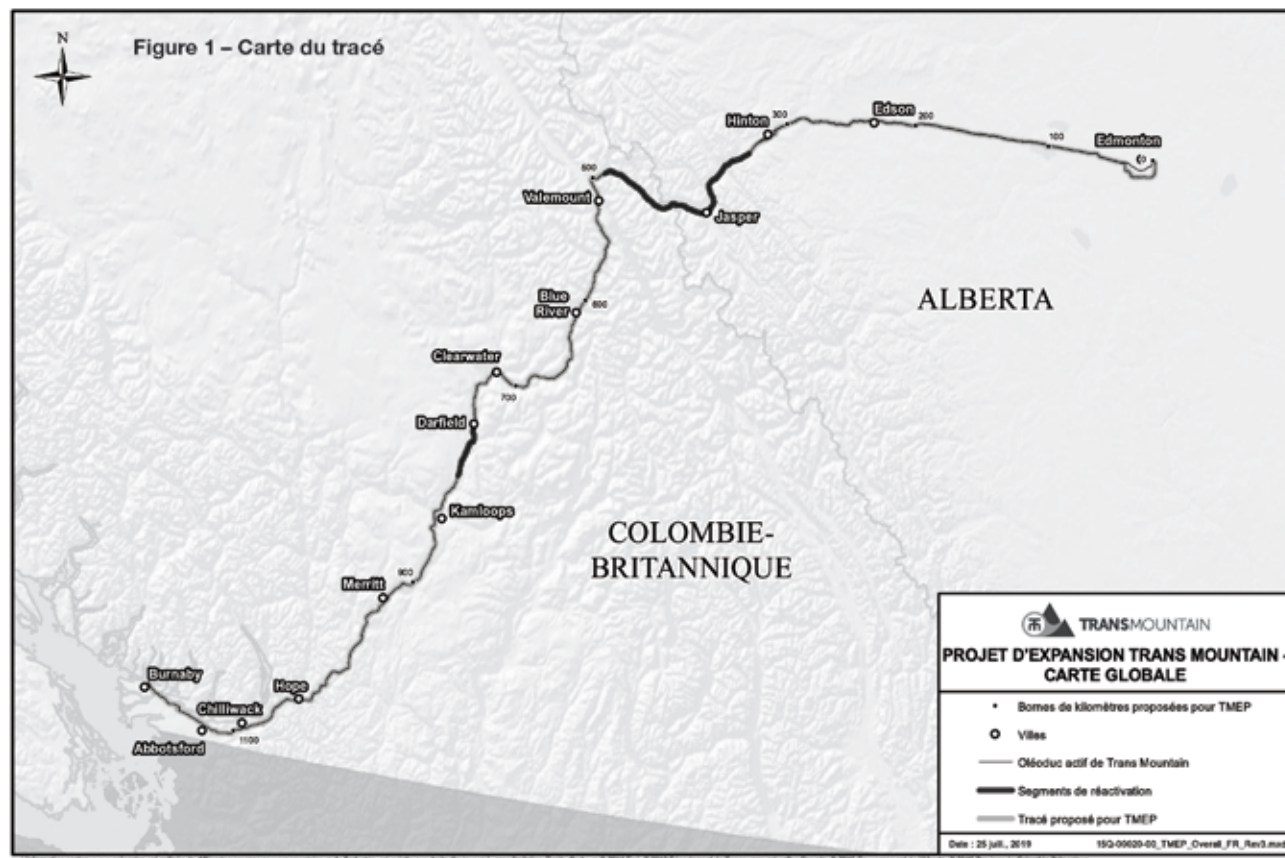 Figure 1 – Carte du tracé
N
Hinton
300
Edson
200
100
Edmonton
0
500
Valemount
Jasper
Blue
River
600
ALBERTA
Clearwater
700
Darfield
Kamloops
COLOMBIE-
BRITANNIQUE
900
Merritt
Burnaby
Hope
Chilliwack
Abbotsford
1100
TRANSMOUNTAIN
PROJET D'EXPANSION TRANS MOUNTAIN -
CARTE GLOBALE
Bornes de kilomètres proposées pour TMEP
Villes
Oléoduc actif de Trans Mountain
Segments de réactivation
Tracé proposé pour TMEP
Date : 25 juil., 2019